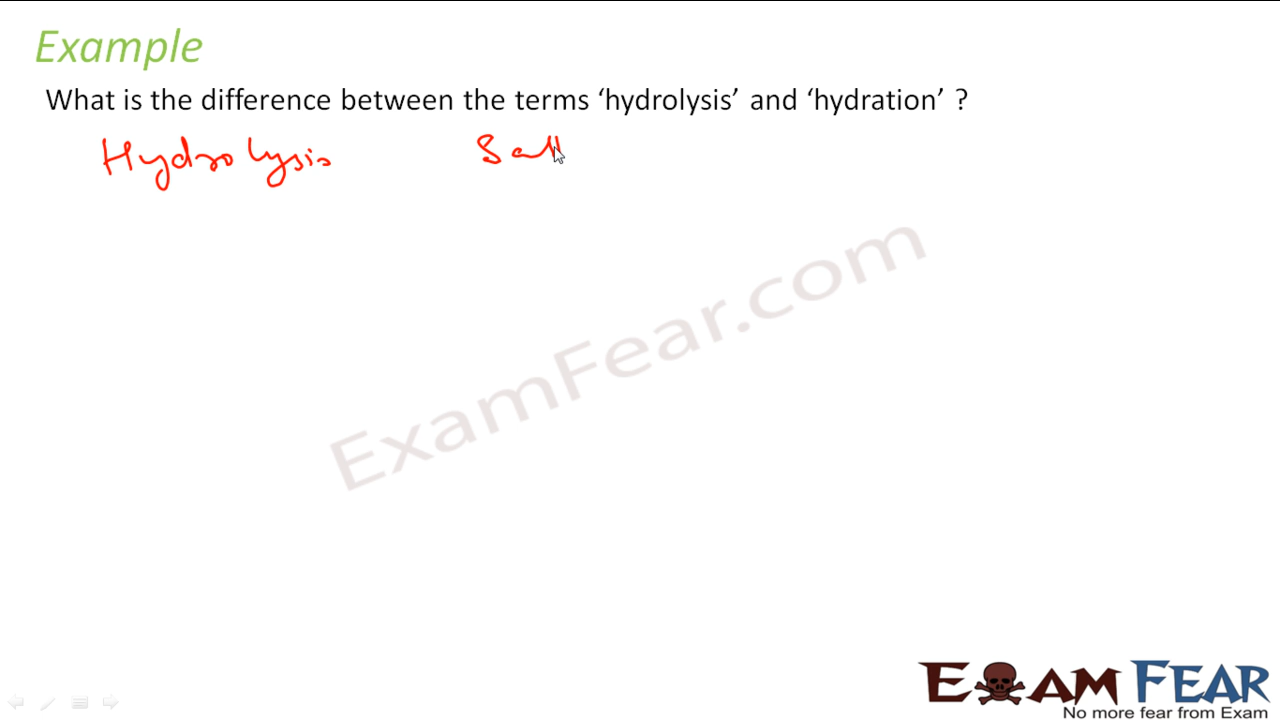 Example
What is the difference between the terms ‘hydrolysis’ and ‘hydration’ ?
Hydrolysis
ExamFear.com
EXAM FEAR
No more fear from Exam